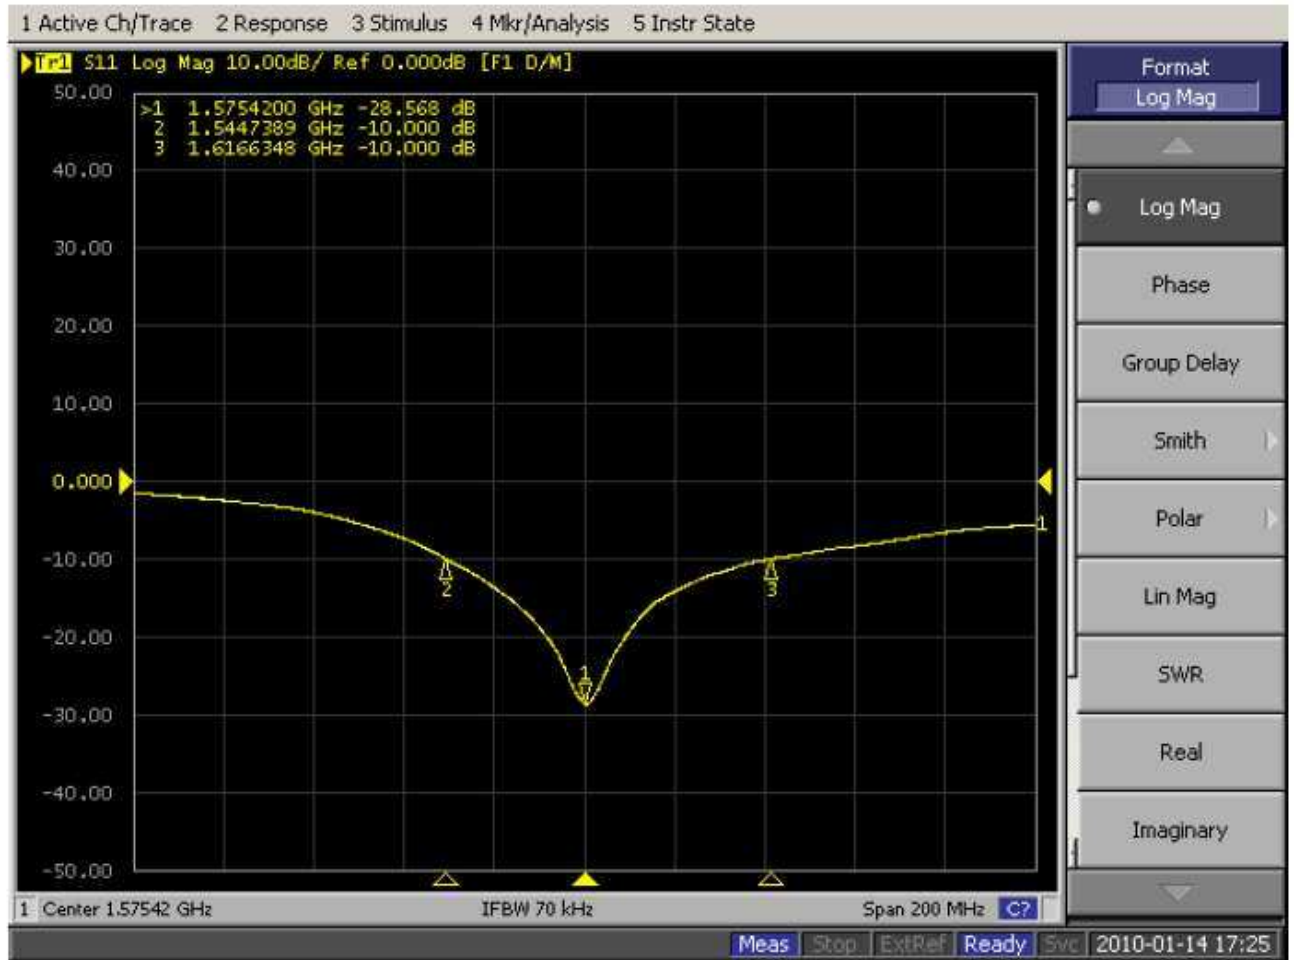 1 Active Ch/Trace 2 Response 3 Stimulus 4 Mkr/Analysis 5 Instr State
Tr1 S11 Log Mag 10.00dB/ Ref 0.000dB [F1 D/M]
50.00
>1 1.5754200 GHz -28.568 dB
2 1.5447389 GHz -10.000 dB
3 1.6166348 GHz -10.000 dB
40.00
30.00
20.00
10.00
0.000
-10.00
-20.00
-30.00
-40.00
-50.00
1
2
3
1
Format
Log Mag
Log Mag
Phase
Group Delay
Smith
Polar
Lin Mag
SWR
Real
Imaginary
1 Center 1.57542 GHz IFBW 70 kHz Span 200 MHz C?
Meas Stop ExtRef Ready Svc 2010-01-14 17:25